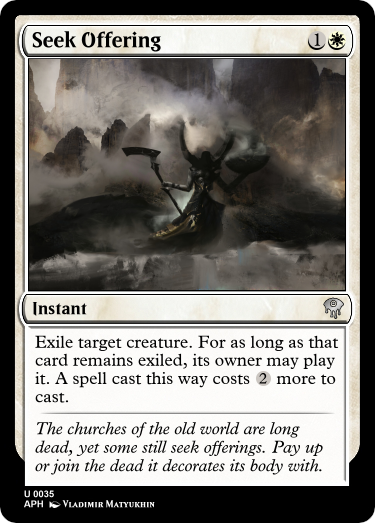 Seek Offering 1
Instant
Exile target creature. For as long as that
card remains exiled, its owner may play
it. A spell cast this way costs 2 more to
cast.
The churches of the old world are long
dead, yet some still seek offerings. Pay up
or join the dead it decorates its body with.
U 0035
APH Vladimir Matyukhin